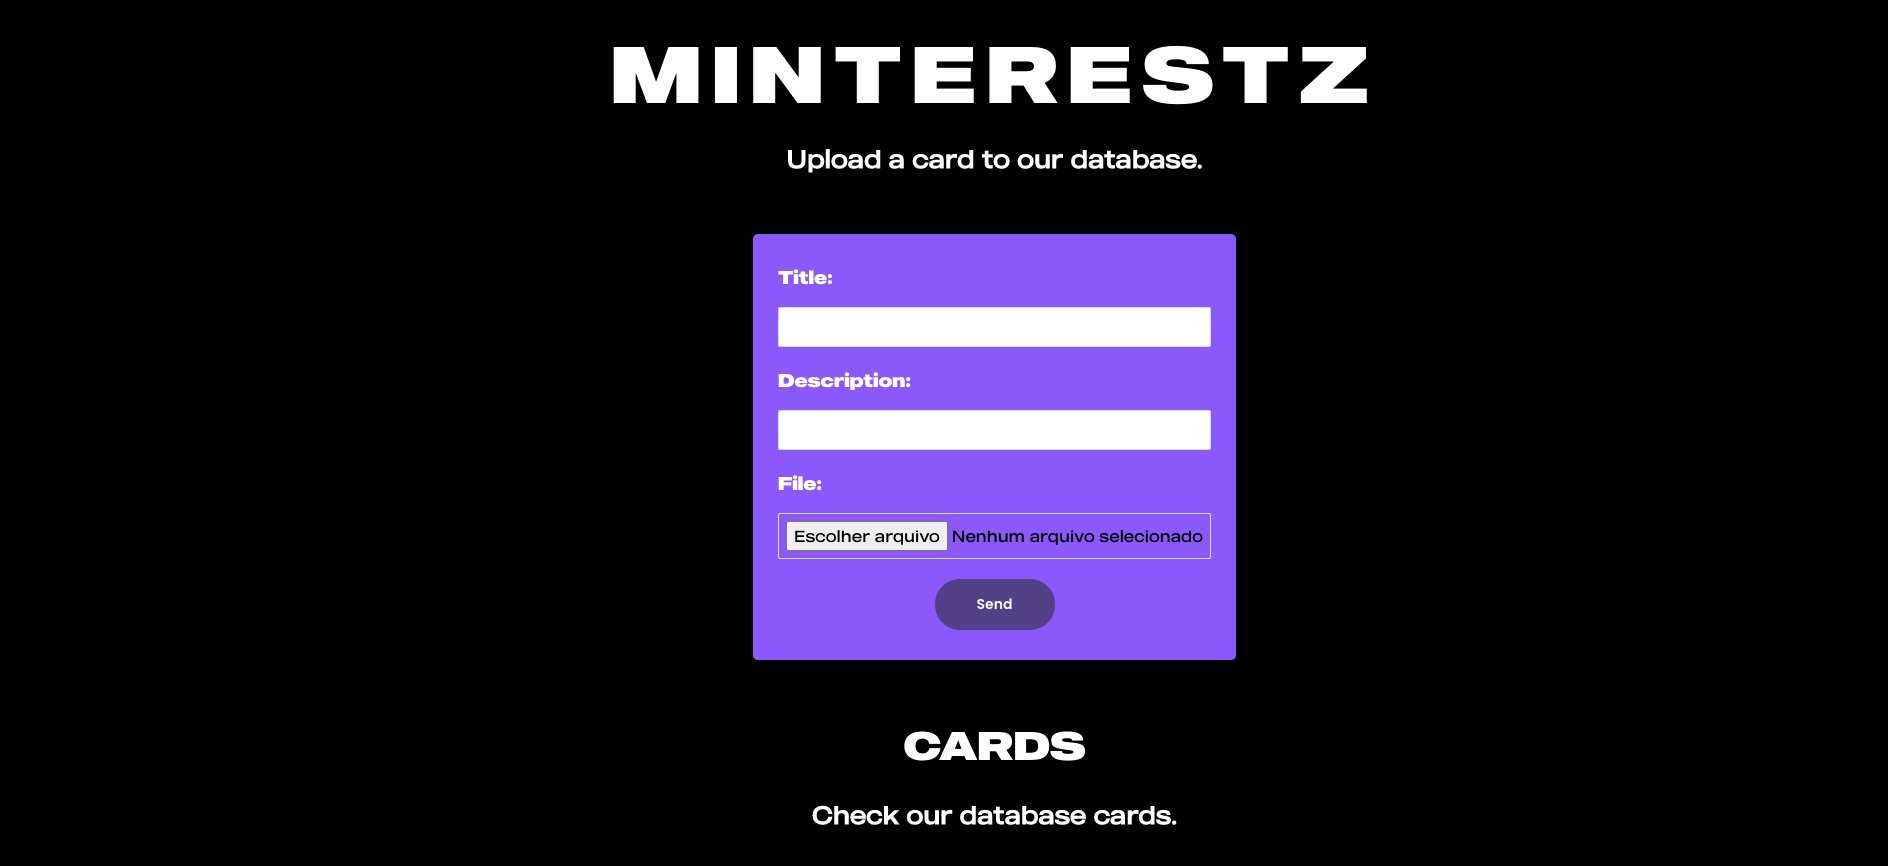 MINTERESTZ
Upload a card to our database.
Title:
Description:
File:
Escolher arquivo Nenhum arquivo selecionado
Send
CARDS
Check our database cards.